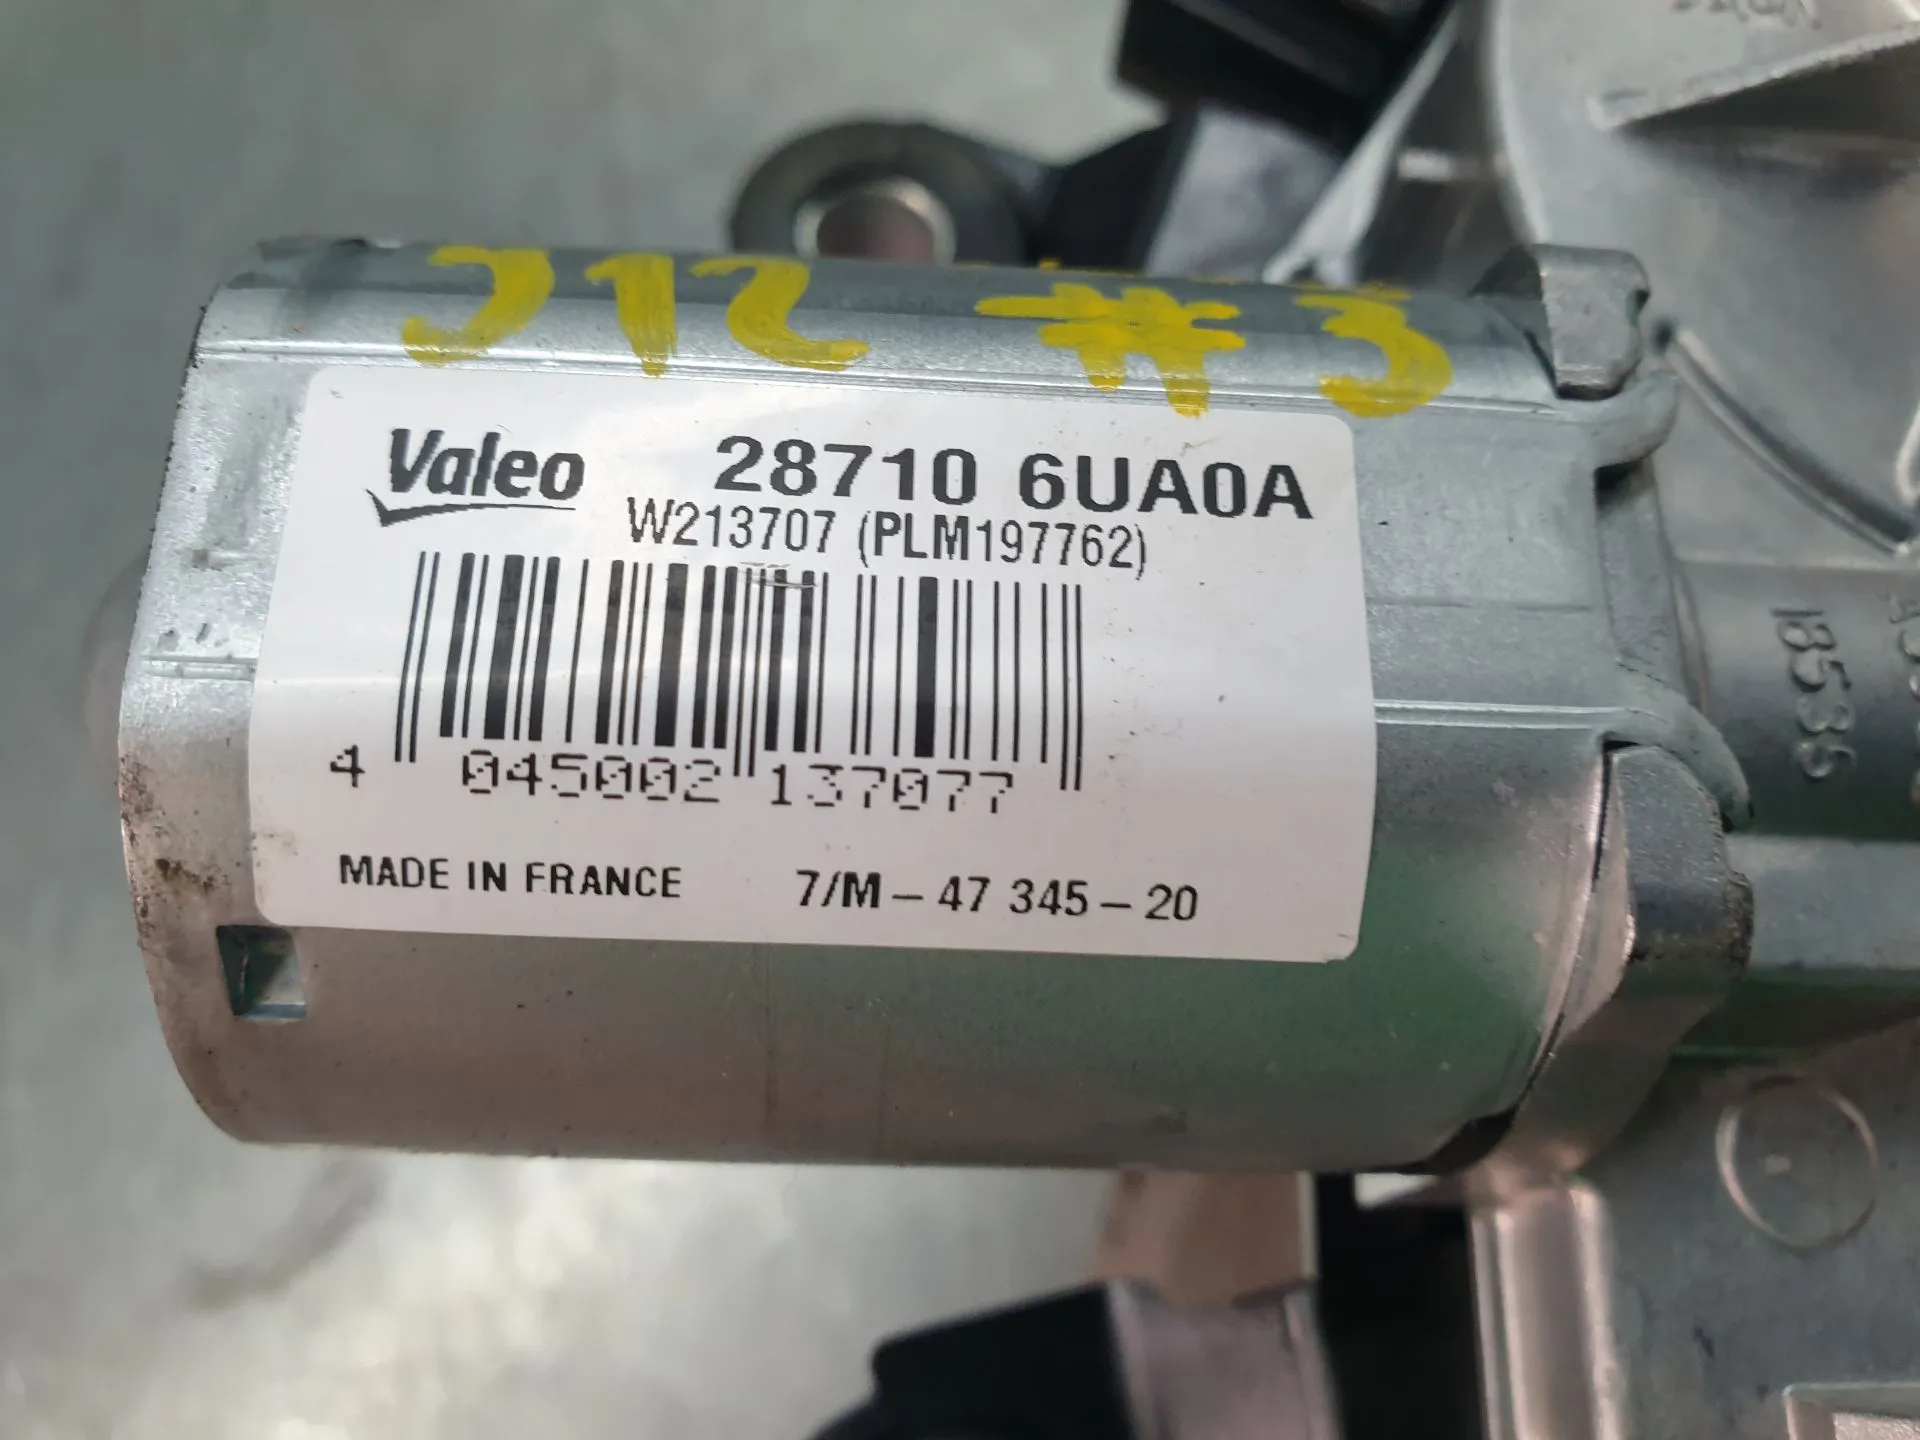 J12 #3
Valeo 28710 6UA0A
W213707 (PLM197762)
4 045002 137077
MADE IN FRANCE 7/M - 47 345 - 20